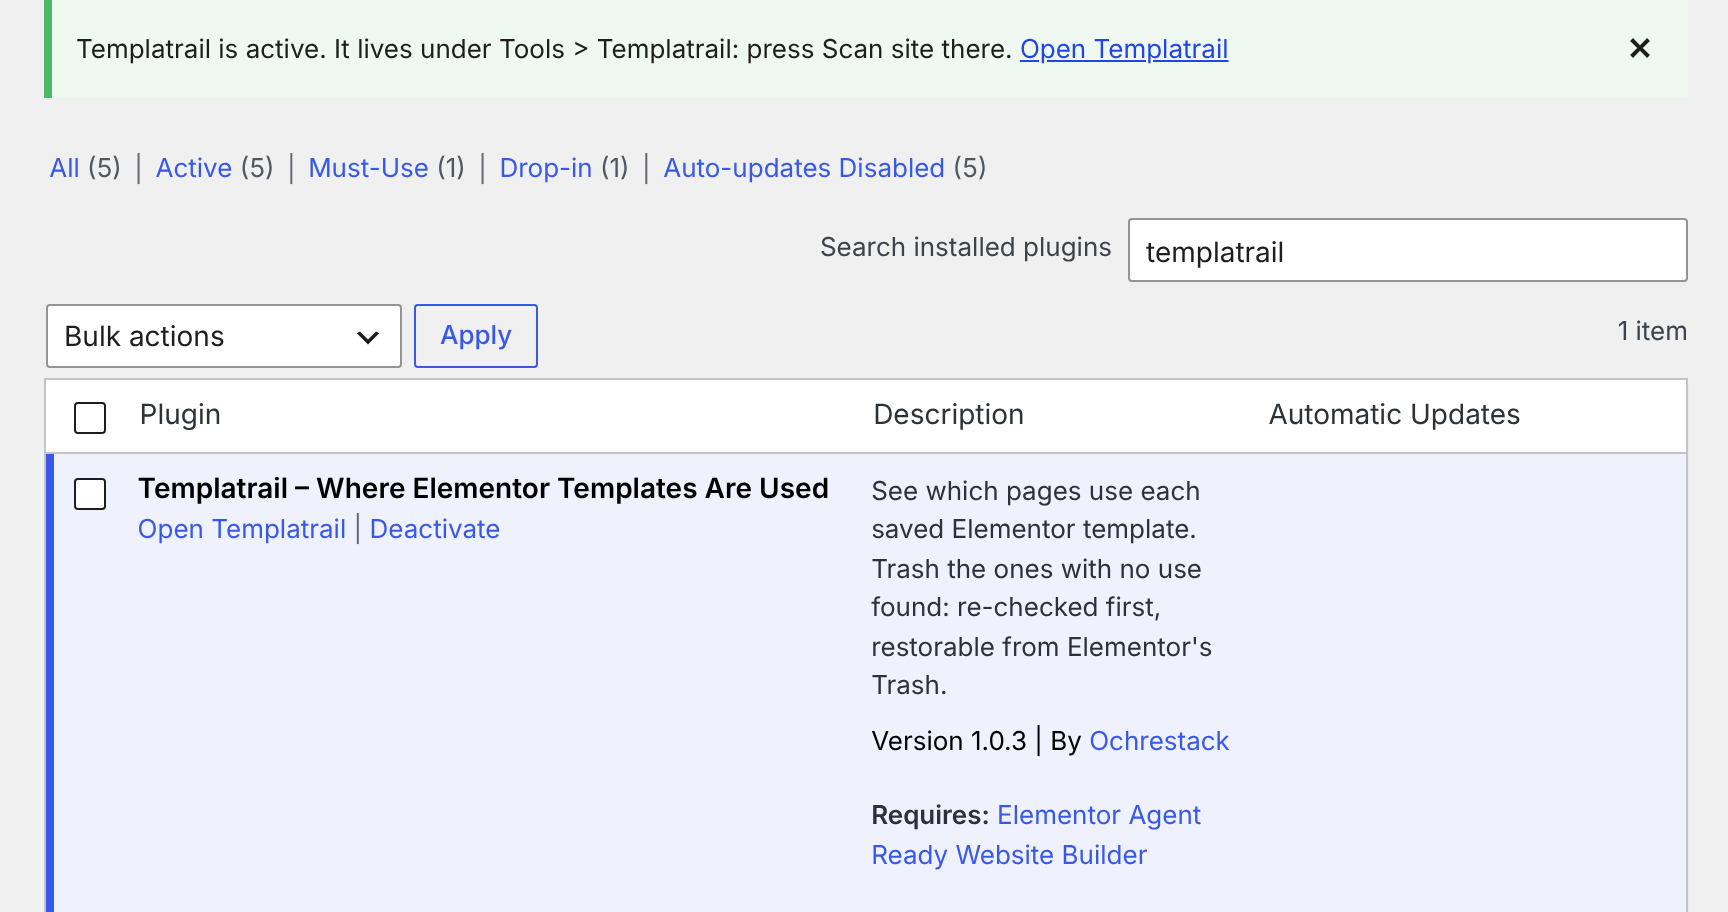 Templatrail is active. It lives under Tools > Templatrail: press Scan site there. Open Templatrail
All (5) | Active (5) | Must-Use (1) | Drop-in (1) | Auto-updates Disabled (5)
Search installed plugins templatrail
Bulk actions Apply 1 item
Plugin Description Automatic Updates
Templatrail – Where Elementor Templates Are Used
Open Templatrail | Deactivate
See which pages use each
saved Elementor template.
Trash the ones with no use
found: re-checked first,
restorable from Elementor's
Trash.
Version 1.0.3 | By Ochrestack
Requires: Elementor Agent
Ready Website Builder